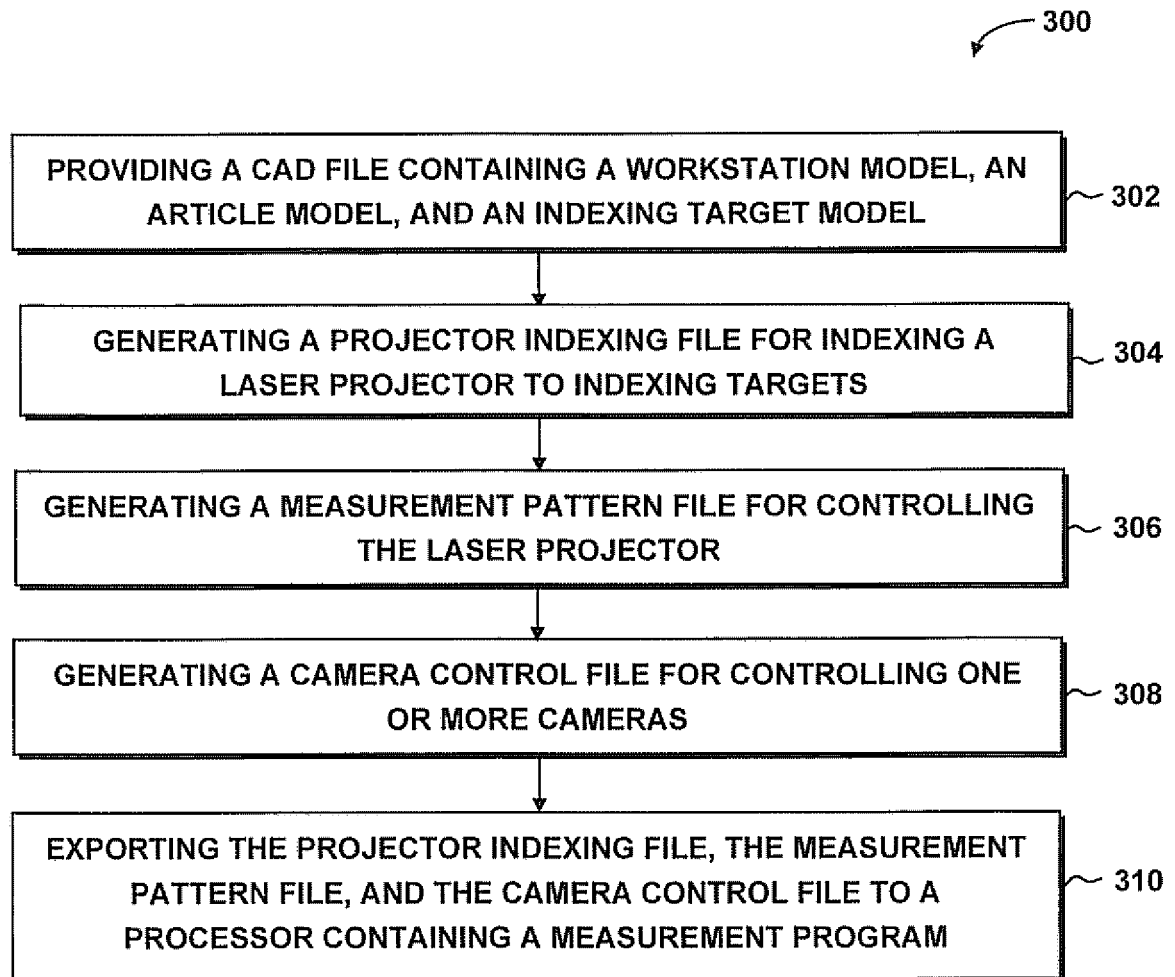 300
PROVIDING A CAD FILE CONTAINING A WORKSTATION MODEL, AN
ARTICLE MODEL, AND AN INDEXING TARGET MODEL
302
GENERATING A PROJECTOR INDEXING FILE FOR INDEXING A
LASER PROJECTOR TO INDEXING TARGETS
304
GENERATING A MEASUREMENT PATTERN FILE FOR CONTROLLING
THE LASER PROJECTOR
306
GENERATING A CAMERA CONTROL FILE FOR CONTROLLING ONE
OR MORE CAMERAS
308
EXPORTING THE PROJECTOR INDEXING FILE, THE MEASUREMENT
PATTERN FILE, AND THE CAMERA CONTROL FILE TO A
PROCESSOR CONTAINING A MEASUREMENT PROGRAM
310